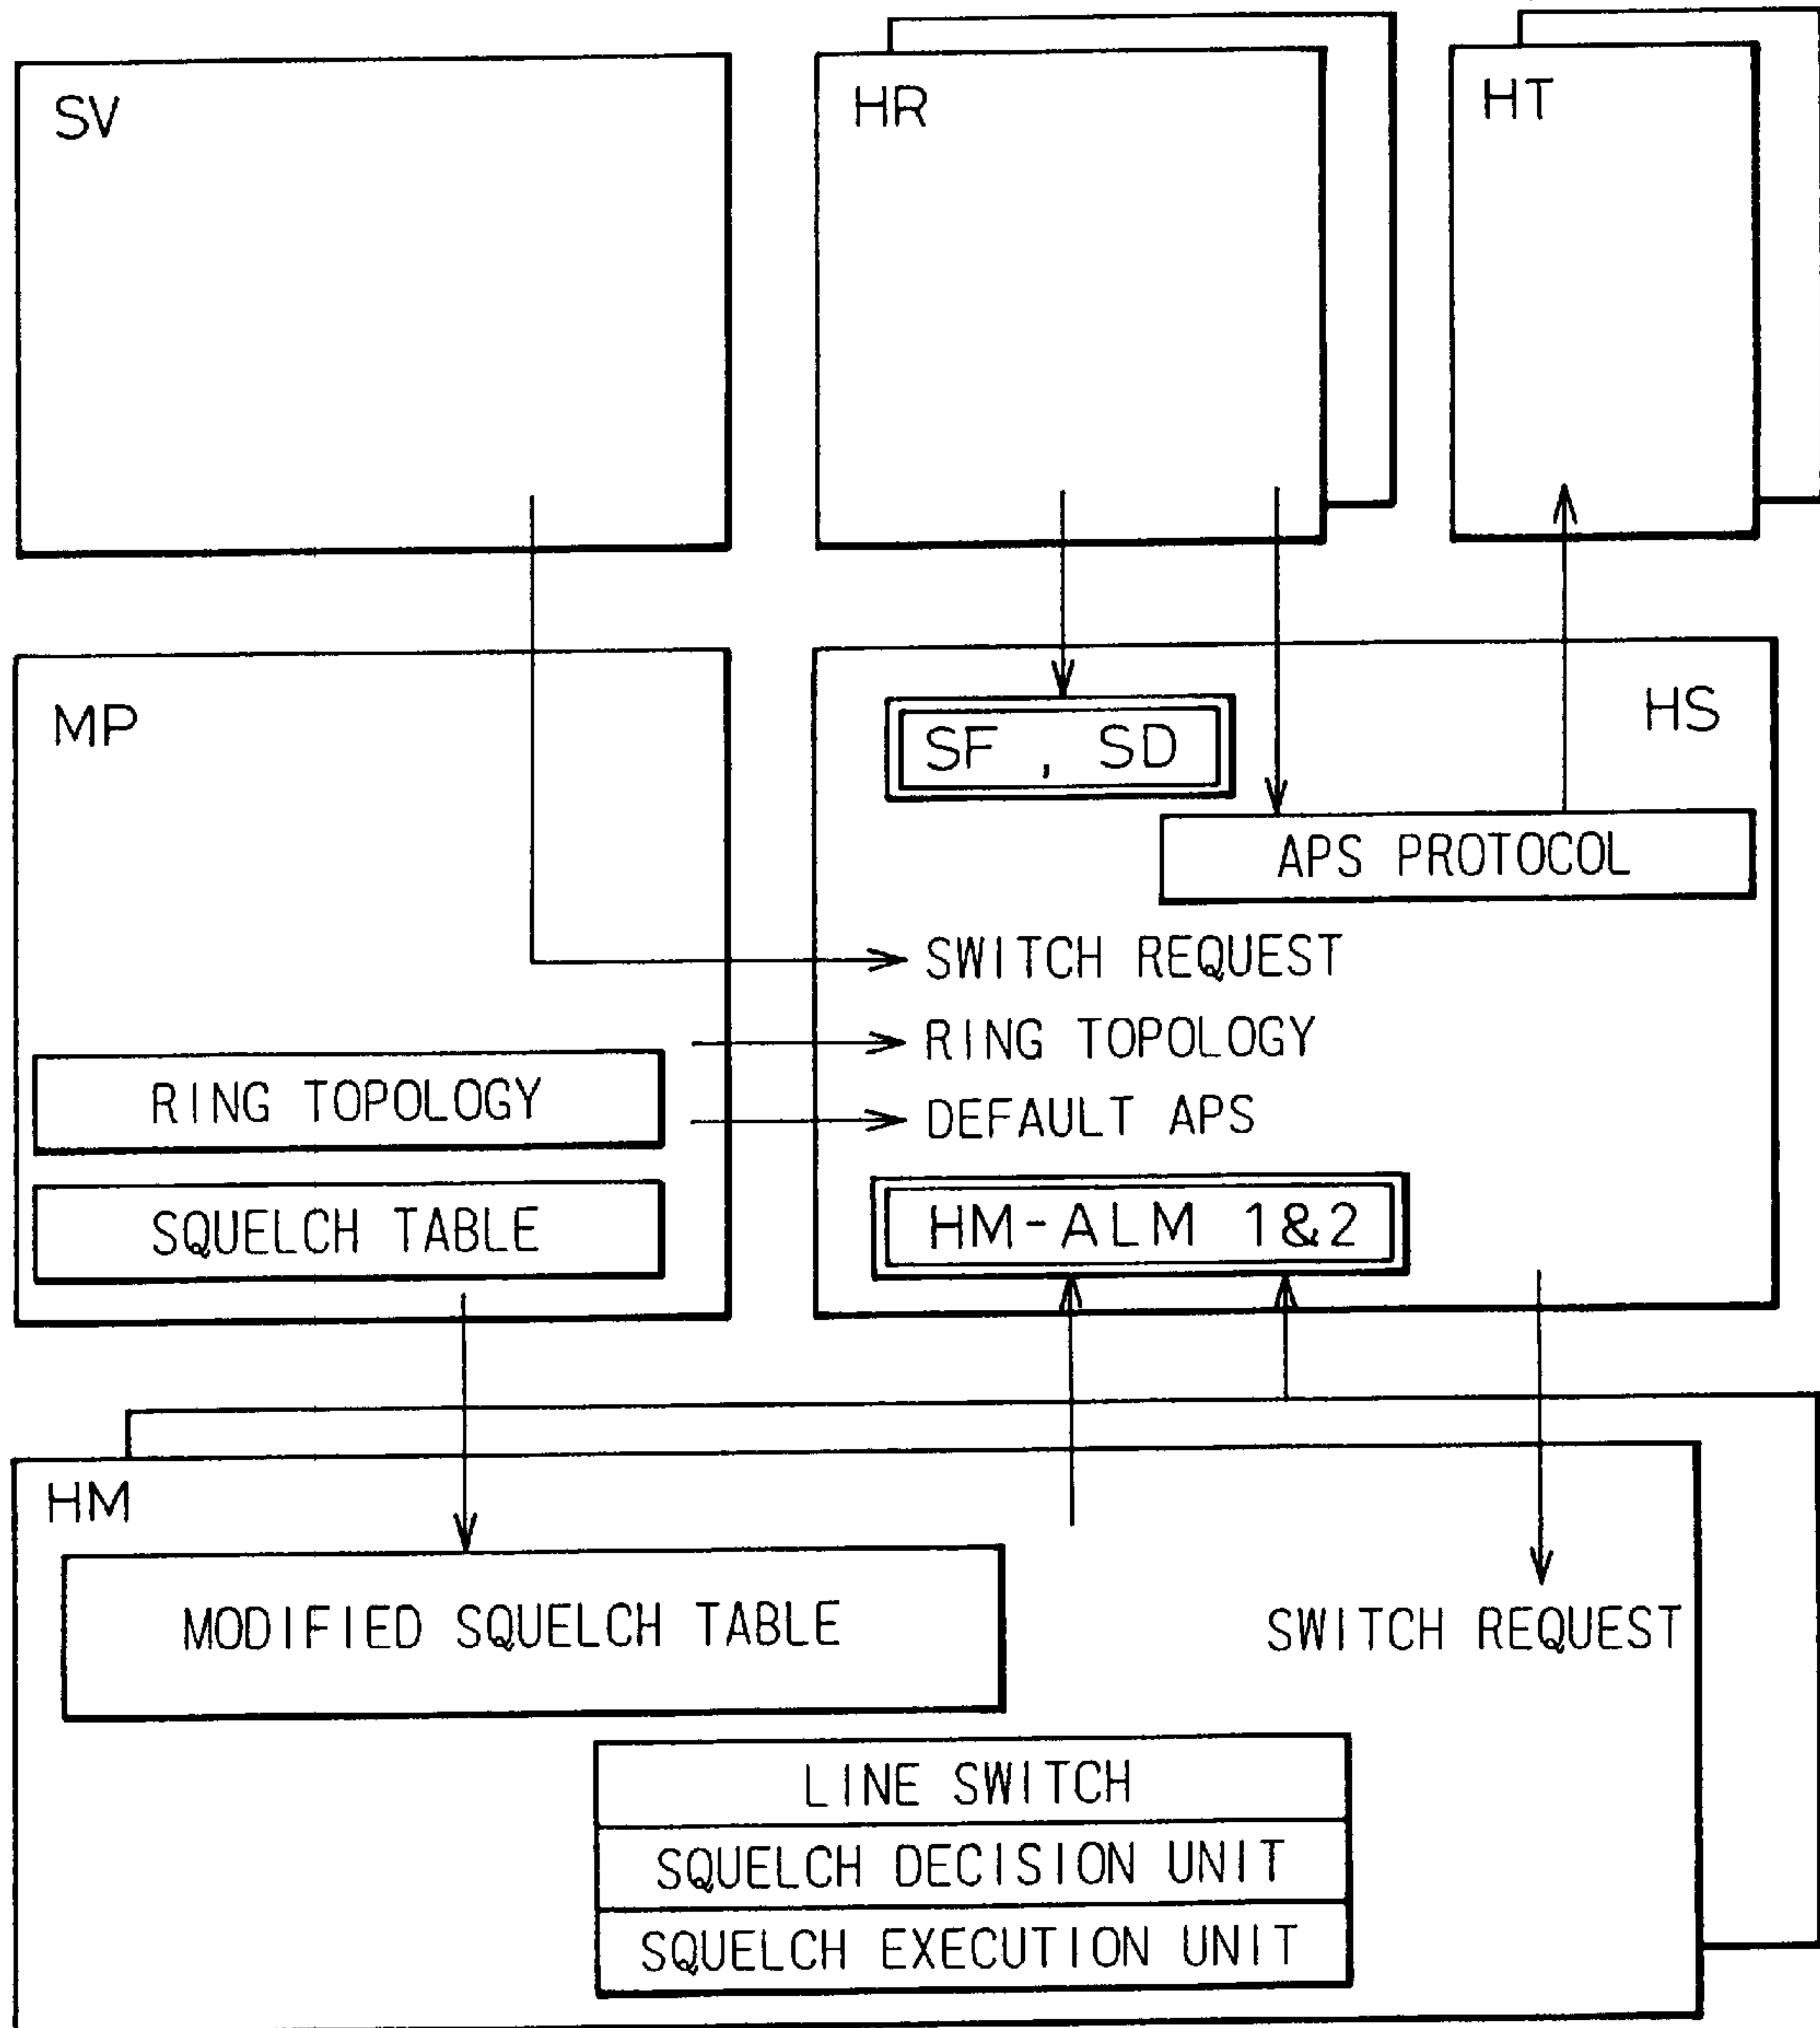 SV
HR
HT
MP
HS
SF , SD
APS PROTOCOL
SWITCH REQUEST
RING TOPOLOGY
DEFAULT APS
RING TOPOLOGY
SQUELCH TABLE
HM-ALM 1&2
HM
MODIFIED SQUELCH TABLE
SWITCH REQUEST
LINE SWITCH
SQUELCH DECISION UNIT
SQUELCH EXECUTION UNIT